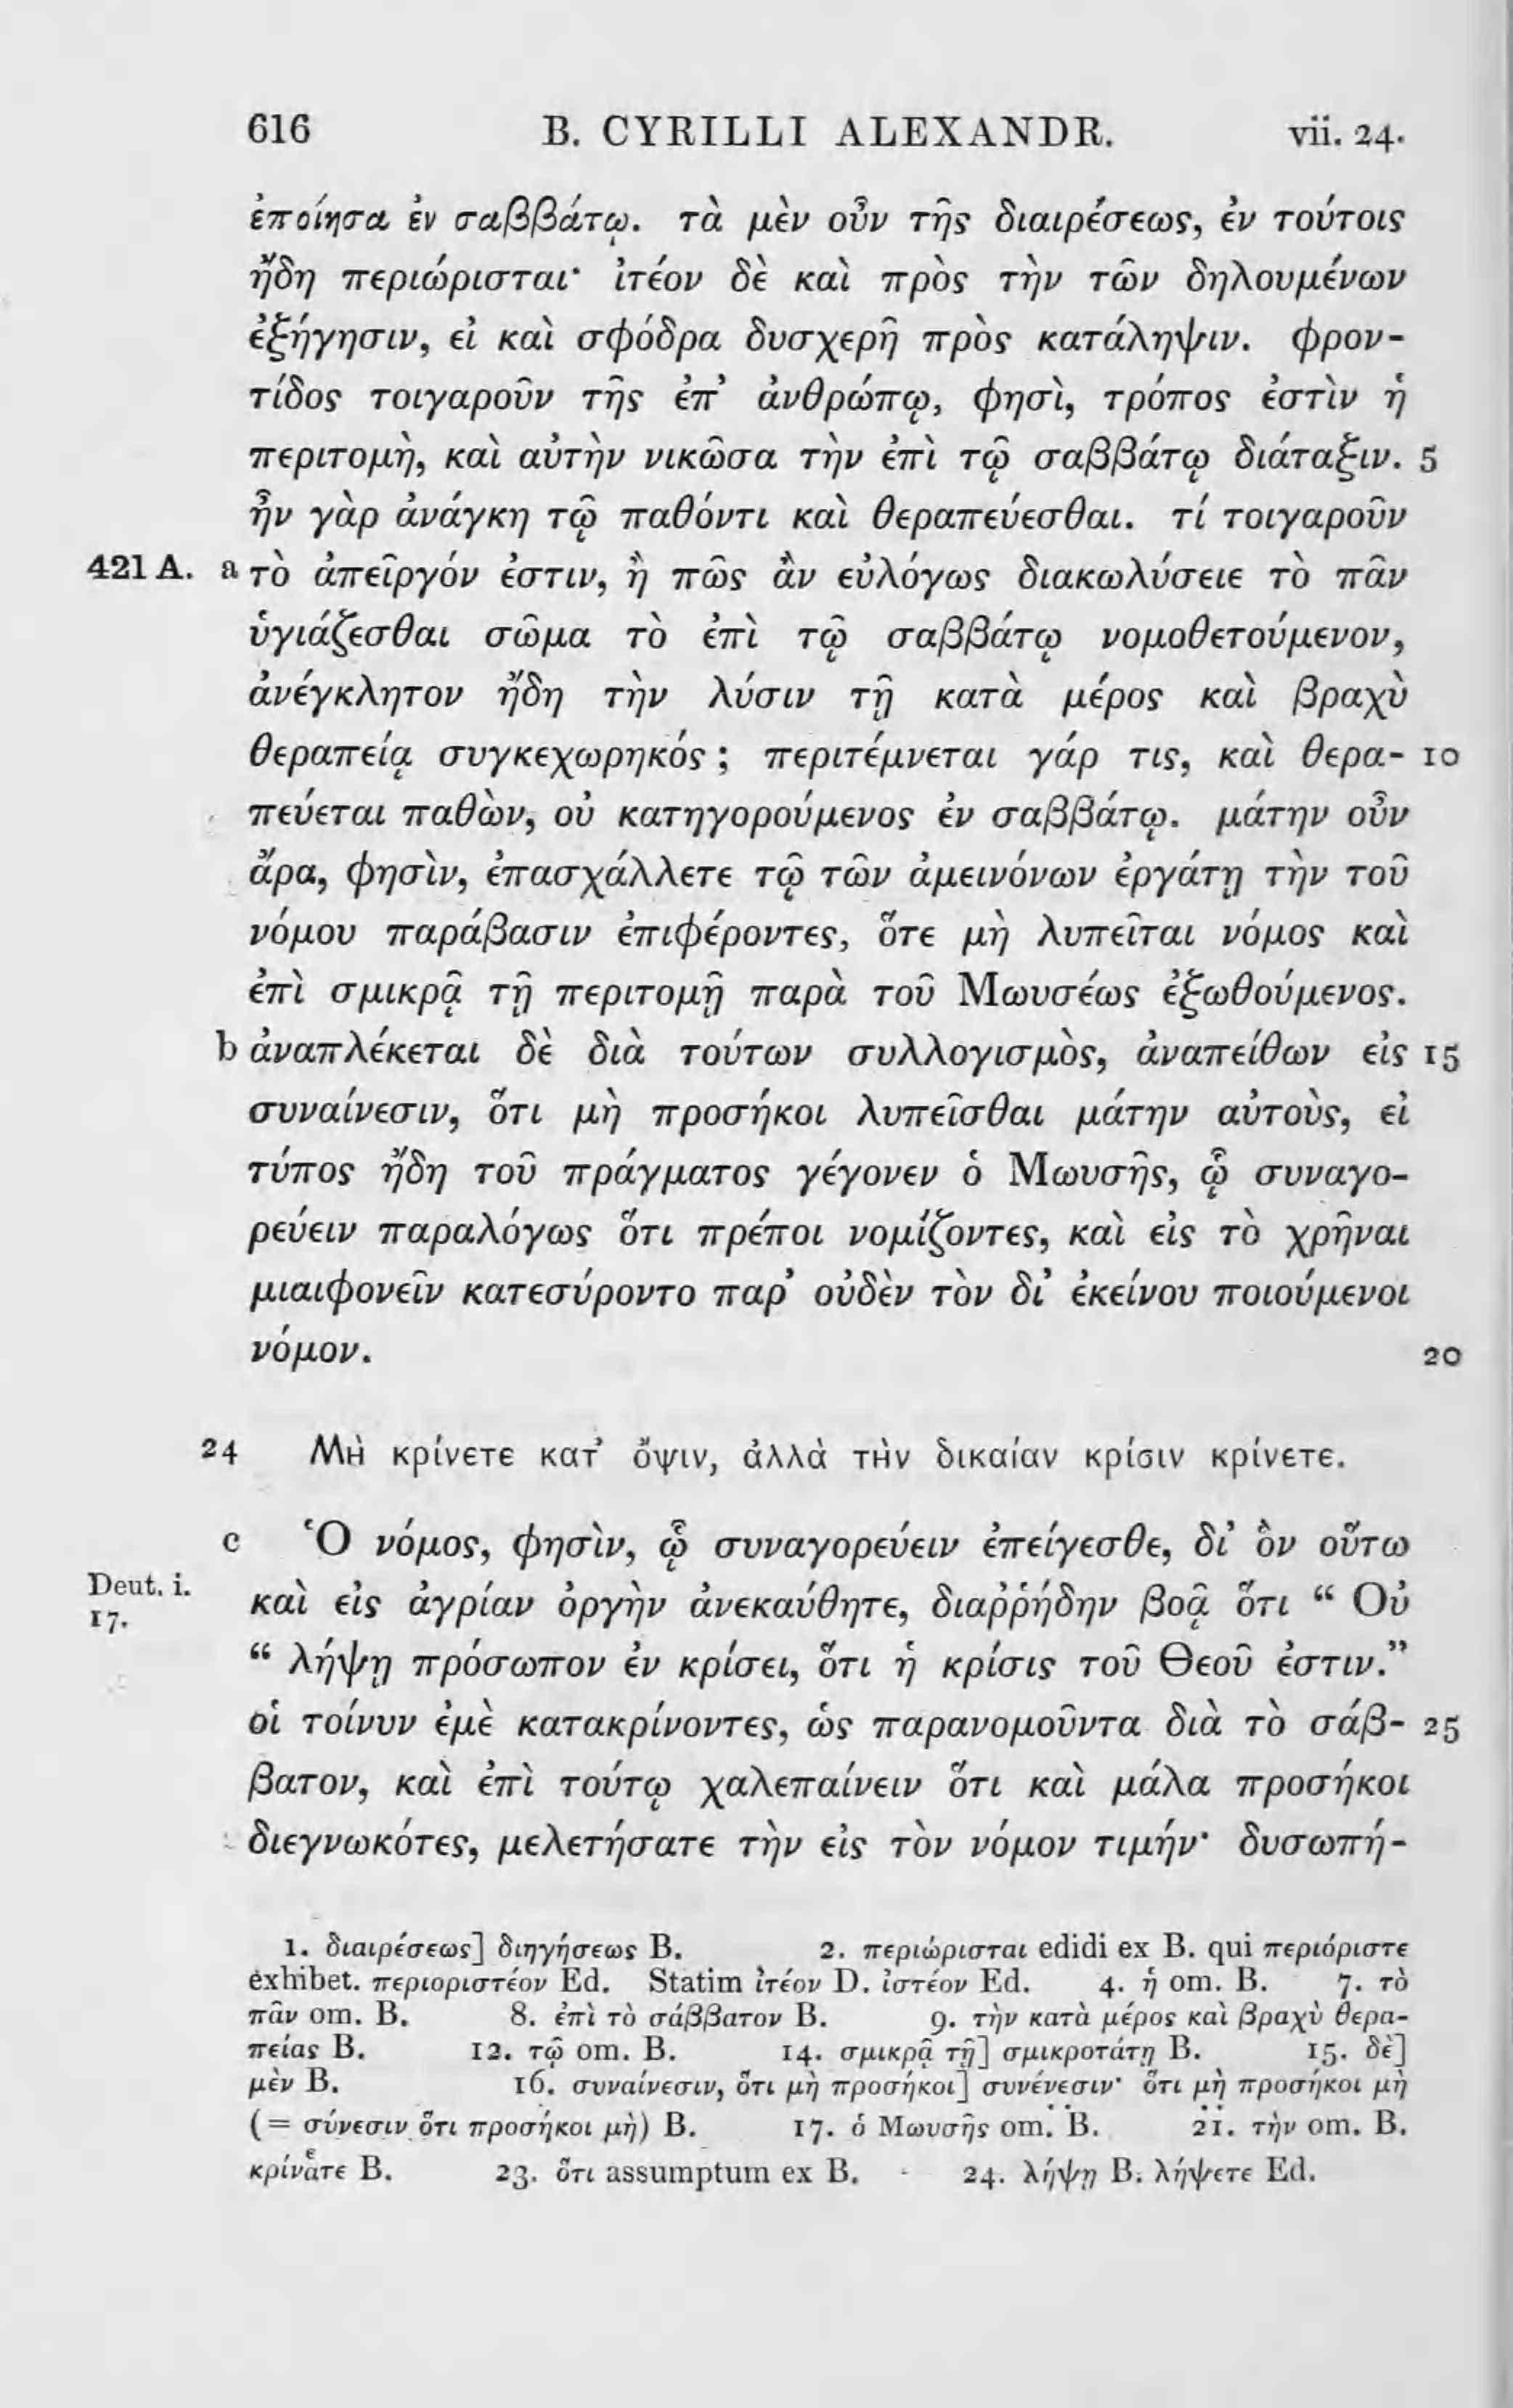 616 B. CYRILLI ALEXANDR. vii. 24.
ἐποίησα ἐν σαββάτῳ. τὰ μὲν οὖν τῆς διαιρέσεως, ἐν τούτοις
ἤδη περιώρισται· ἰτέον δὲ καὶ πρὸς τὴν τῶν δηλουμένων
ἐξήγησιν, εἰ καὶ σφόδρα δυσχερῆ πρὸς κατάληψιν. φρον-
τίδος τοιγαροῦν τῆς ἐπ’ ἀνθρώπῳ, φησὶ, τρόπος ἐστὶν ἡ
περιτομὴ, καὶ αὐτὴν νικῶσα τὴν ἐπὶ τῷ σαββάτῳ διάταξιν. 5
ἦν γὰρ ἀνάγκη τῷ παθόντι καὶ θεραπεύεσθαι. τί τοιγαροῦν
421 A. a τὸ ἀπεῖργόν ἐστιν, ἢ πῶς ἂν εὐλόγως διακωλύσειε τὸ πᾶν
ὑγιάζεσθαι σῶμα τὸ ἐπὶ τῷ σαββάτῳ νομοθετούμενον,
ἀνέγκλητον ἤδη τὴν λύσιν τῇ κατὰ μέρος καὶ βραχὺ
θεραπείᾳ συγκεχωρηκός; περιτέμνεται γάρ τις, καὶ θερα- 10
πεύεται παθὼν, οὐ κατηγορούμενος ἐν σαββάτῳ. μάτην οὖν
ἄρα, φησὶν, ἐπασχάλλετε τῷ τῶν ἀμεινόνων ἐργάτῃ τὴν τοῦ
νόμου παράβασιν ἐπιφέροντες, ὅτε μὴ λυπεῖται νόμος καὶ
ἐπὶ σμικρᾷ τῇ περιτομῇ παρὰ τοῦ Μωυσέως ἐξωθούμενος.
b ἀναπλέκεται δὲ διὰ τούτων συλλογισμὸς, ἀναπείθων εἰς 15
συναίνεσιν, ὅτι μὴ προσήκοι λυπεῖσθαι μάτην αὐτοὺς, εἰ
τύπος ἤδη τοῦ πράγματος γέγονεν ὁ Μωυσῆς, ᾧ συναγο-
ρεύειν παραλόγως ὅτι πρέποι νομίζοντες, καὶ εἰς τὸ χρῆναι
μιαιφονεῖν κατεσύροντο παρ’ οὐδὲν τὸν δι’ ἐκείνου ποιούμενοι
νόμον. 20
24 Μὴ κρίνετε κατ’ ὄψιν, ἀλλὰ τὴν δικαίαν κρίσιν κρίνετε.
c Ὁ νόμος, φησὶν, ᾧ συναγορεύειν ἐπείγεσθε, δι’ ὃν οὕτω
Deut. i. 17. καὶ εἰς ἀγρίαν ὀργὴν ἀνεκαύθητε, διαῤῥήδην βοᾷ ὅτι “ Οὐ
“ λήψῃ πρόσωπον ἐν κρίσει, ὅτι ἡ κρίσις τοῦ Θεοῦ ἐστιν.”
οἱ τοίνυν ἐμὲ κατακρίνοντες, ὡς παρανομοῦντα διὰ τὸ σάβ- 25
βατον, καὶ ἐπὶ τούτῳ χαλεπαίνειν ὅτι καὶ μάλα προσήκοι
διεγνωκότες, μελετήσατε τὴν εἰς τὸν νόμον τιμήν· δυσωπή-
1. διαιρέσεως] διηγήσεως B. 2. περιώρισται edidi ex B. qui περιόριστε
exhibet. περιοριστέον Ed. Statim ἰτέον D. ἰστέον Ed. 4. ἡ om. B. 7. τὸ
πᾶν om. B. 8. ἐπὶ τὸ σάββατον B. 9. τὴν κατὰ μέρος καὶ βραχὺ θερα-
πείας B. 12. τῷ om. B. 14. σμικρᾷ τῇ] σμικροτάτῃ B. 15. δὲ]
μὲν B. 16. συναίνεσιν, ὅτι μὴ προσήκοι] συνένεσιν· ὅτι μὴ προσήκοι μὴ
(= σύνεσιν ὅτι προσήκοι μὴ) B. 17. ὁ Μωυσῆς om. B. 21. τὴν om. B.
κρίνατε B. 23. ὅτι assumptum ex B. 24. λήψῃ B. λήψετε Ed.